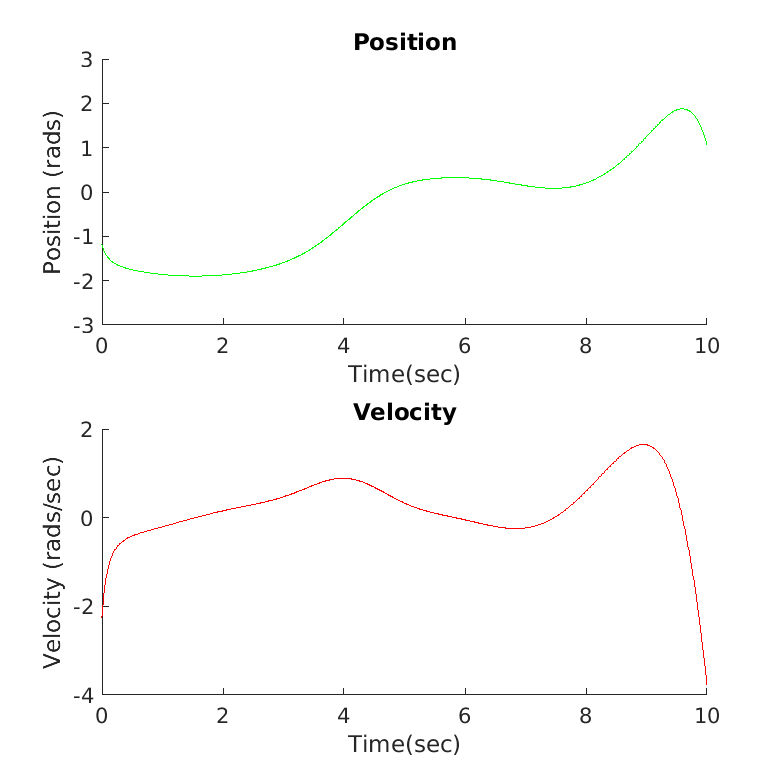 Position
3
2
1
0
-1
-2
-3
Position (rads)
0 2 4 6 8 10
Time(sec)
Velocity
2
0
-2
-4
Velocity (rads/sec)
0 2 4 6 8 10
Time(sec)